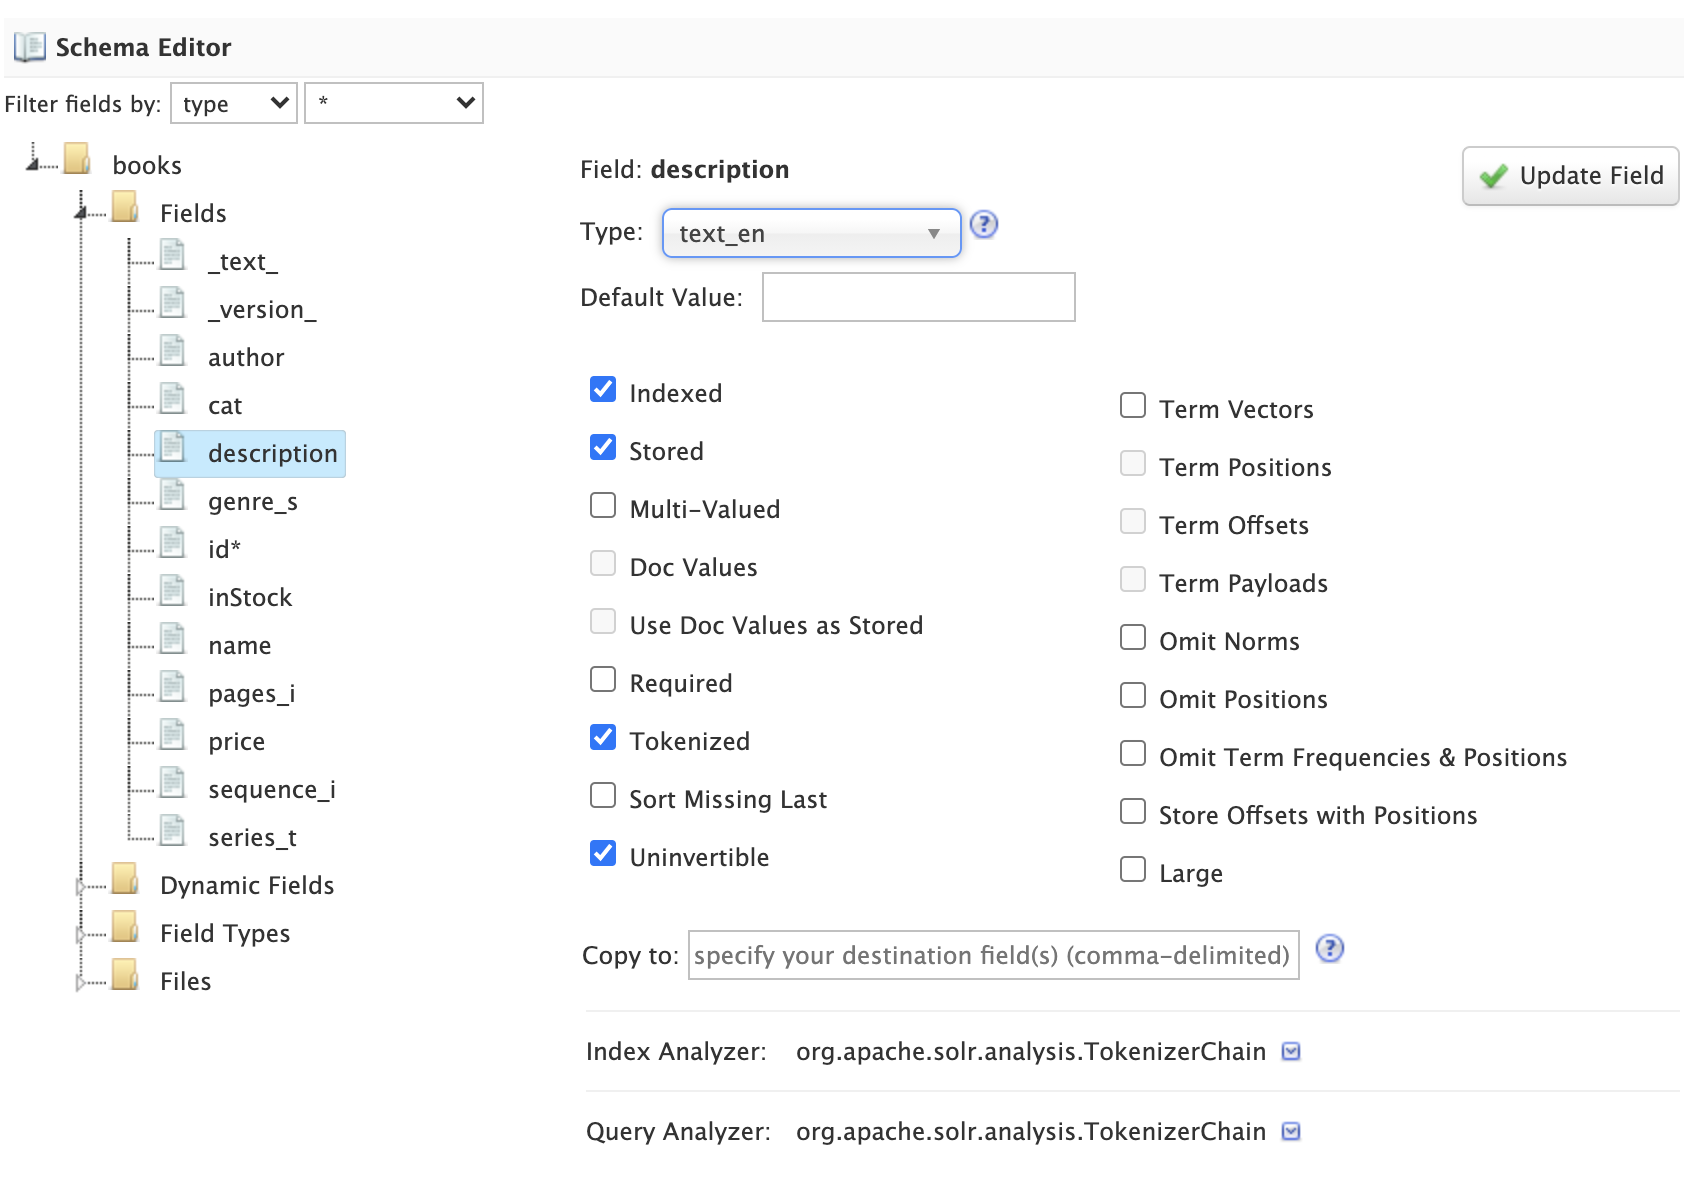 Schema Editor
Filter fields by: type *
books
Fields
_text_
_version_
author
cat
description
genre_s
id*
inStock
name
pages_i
price
sequence_i
series_t
Dynamic Fields
Field Types
Files
Field: description
Update Field
Type: text_en
Default Value:
Indexed
Stored
Multi-Valued
Doc Values
Use Doc Values as Stored
Required
Tokenized
Sort Missing Last
Uninvertible
Term Vectors
Term Positions
Term Offsets
Term Payloads
Omit Norms
Omit Positions
Omit Term Frequencies & Positions
Store Offsets with Positions
Large
Copy to: specify your destination field(s) (comma-delimited)
Index Analyzer: org.apache.solr.analysis.TokenizerChain
Query Analyzer: org.apache.solr.analysis.TokenizerChain